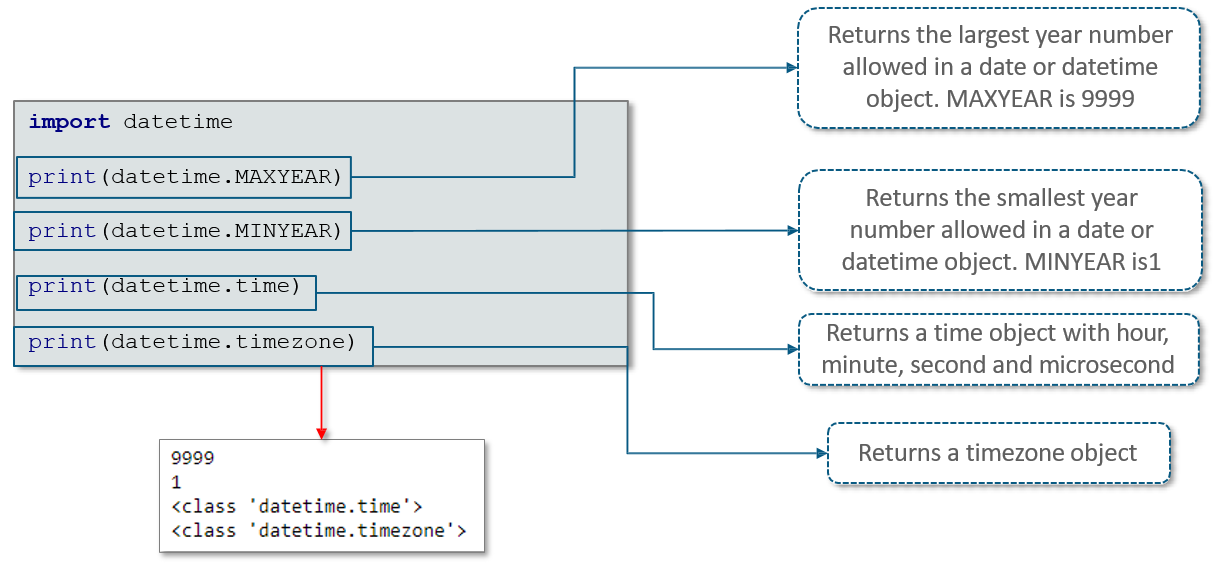 import datetime
print(datetime.MAXYEAR)
print(datetime.MINYEAR)
print(datetime.time)
print(datetime.timezone)
9999
1
<class 'datetime.time'>
<class 'datetime.timezone'>
Returns the largest year number
allowed in a date or datetime
object. MAXYEAR is 9999
Returns the smallest year
number allowed in a date or
datetime object. MINYEAR is1
Returns a time object with hour,
minute, second and microsecond
Returns a timezone object